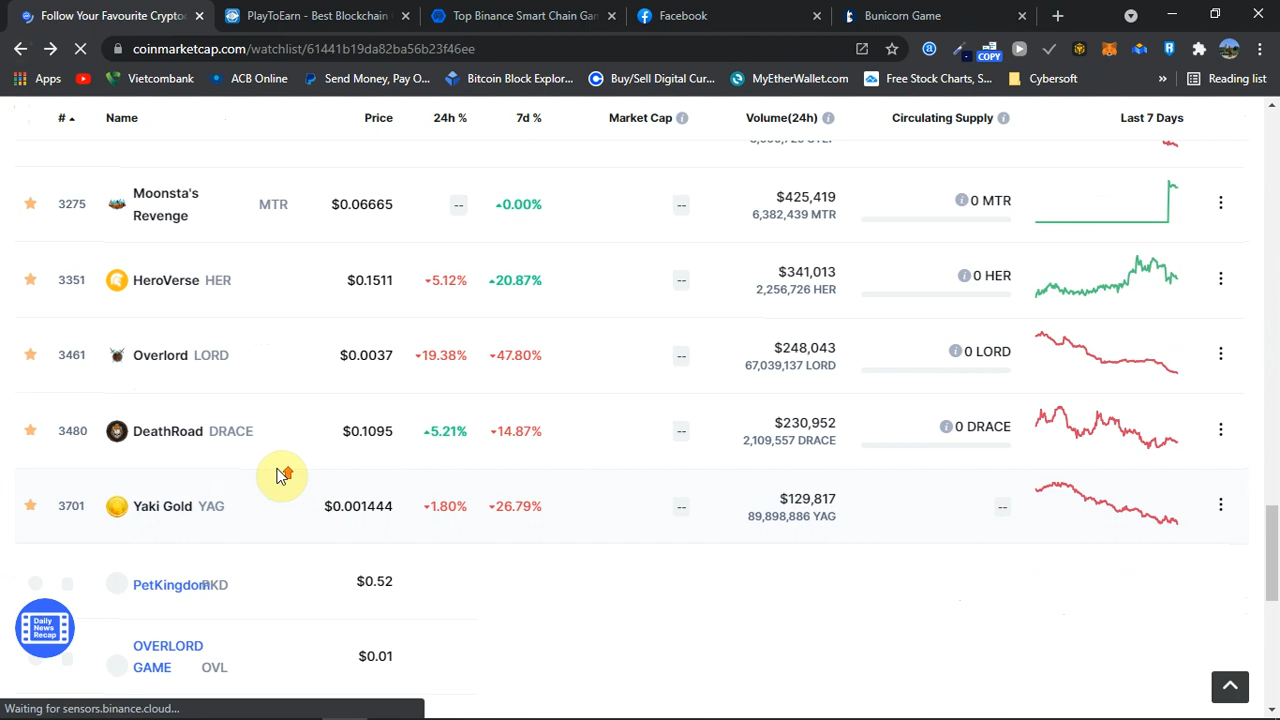 Follow Your Favourite Crypto
PlayToEarn - Best Blockchain
Top Binance Smart Chain Gan
Facebook
Bunicorn Game
coinmarketcap.com/watchlist/61441b19da82ba56b23f46ee
COPY
Apps
Vietcombank
ACB Online
Send Money, Pay O...
Bitcoin Block Explor...
Buy/Sell Digital Cur...
MyEtherWallet.com
Free Stock Charts, S...
Cybersoft
»
Reading list
# Name Price 24h % 7d % Market Cap Volume(24h) Circulating Supply Last 7 Days
3275 Moonsta's Revenge MTR $0.06665 -- 0.00% -- $425,419 0 MTR
6,382,439 MTR
3351 HeroVerse HER $0.1511 5.12% 20.87% -- $341,013 0 HER
2,256,726 HER
3461 Overlord LORD $0.0037 19.38% 47.80% -- $248,043 0 LORD
67,039,137 LORD
3480 DeathRoad DRACE $0.1095 5.21% 14.87% -- $230,952 0 DRACE
2,109,557 DRACE
3701 Yaki Gold YAG $0.001444 1.80% 26.79% -- $129,817 --
89,898,886 YAG
PetKingdom PKD $0.52
Daily
News
Recap
OVERLORD
GAME OVL $0.01
Waiting for sensors.binance.cloud...